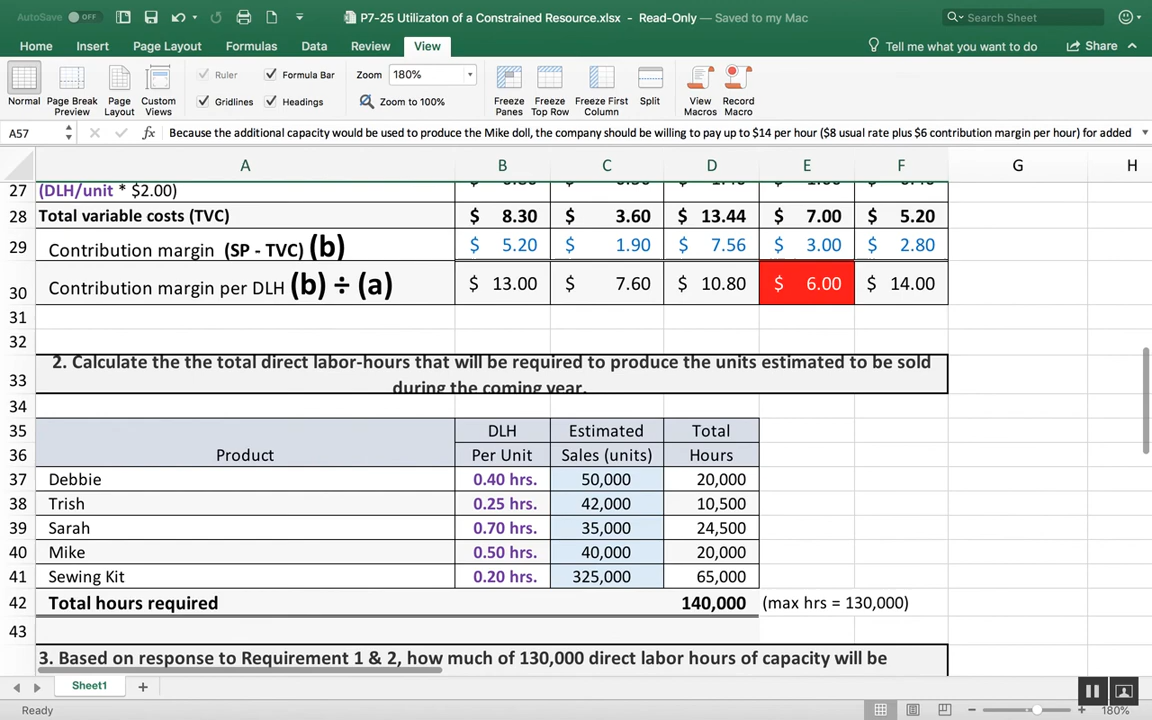 AutoSave OFF P7-25 Utilizaton of a Constrained Resource.xlsx - Read-Only — Saved to my Mac Search Sheet
Home Insert Page Layout Formulas Data Review View Tell me what you want to do Share
Ruler Formula Bar Zoom 180%
Gridlines Headings Zoom to 100%
Normal Page Break Preview Page Layout Custom Views Freeze Panes Freeze Top Row Freeze First Column Split View Macros Record Macro
A57 fx Because the additional capacity would be used to produce the Mike doll, the company should be willing to pay up to $14 per hour ($8 usual rate plus $6 contribution margin per hour) for added
A B C D E F G H
27 (DLH/unit * $2.00)
28 Total variable costs (TVC) $ 8.30 $ 3.60 $ 13.44 $ 7.00 $ 5.20
29 Contribution margin (SP - TVC) (b) $ 5.20 $ 1.90 $ 7.56 $ 3.00 $ 2.80
30 Contribution margin per DLH (b) ÷ (a) $ 13.00 $ 7.60 $ 10.80 $ 6.00 $ 14.00
31
32
33 2. Calculate the the total direct labor-hours that will be required to produce the units estimated to be sold
during the coming year.
34
35 DLH Estimated Total
36 Product Per Unit Sales (units) Hours
37 Debbie 0.40 hrs. 50,000 20,000
38 Trish 0.25 hrs. 42,000 10,500
39 Sarah 0.70 hrs. 35,000 24,500
40 Mike 0.50 hrs. 40,000 20,000
41 Sewing Kit 0.20 hrs. 325,000 65,000
42 Total hours required 140,000 (max hrs = 130,000)
43
3. Based on response to Requirement 1 & 2, how much of 130,000 direct labor hours of capacity will be
Sheet1 +
Ready − + 180%